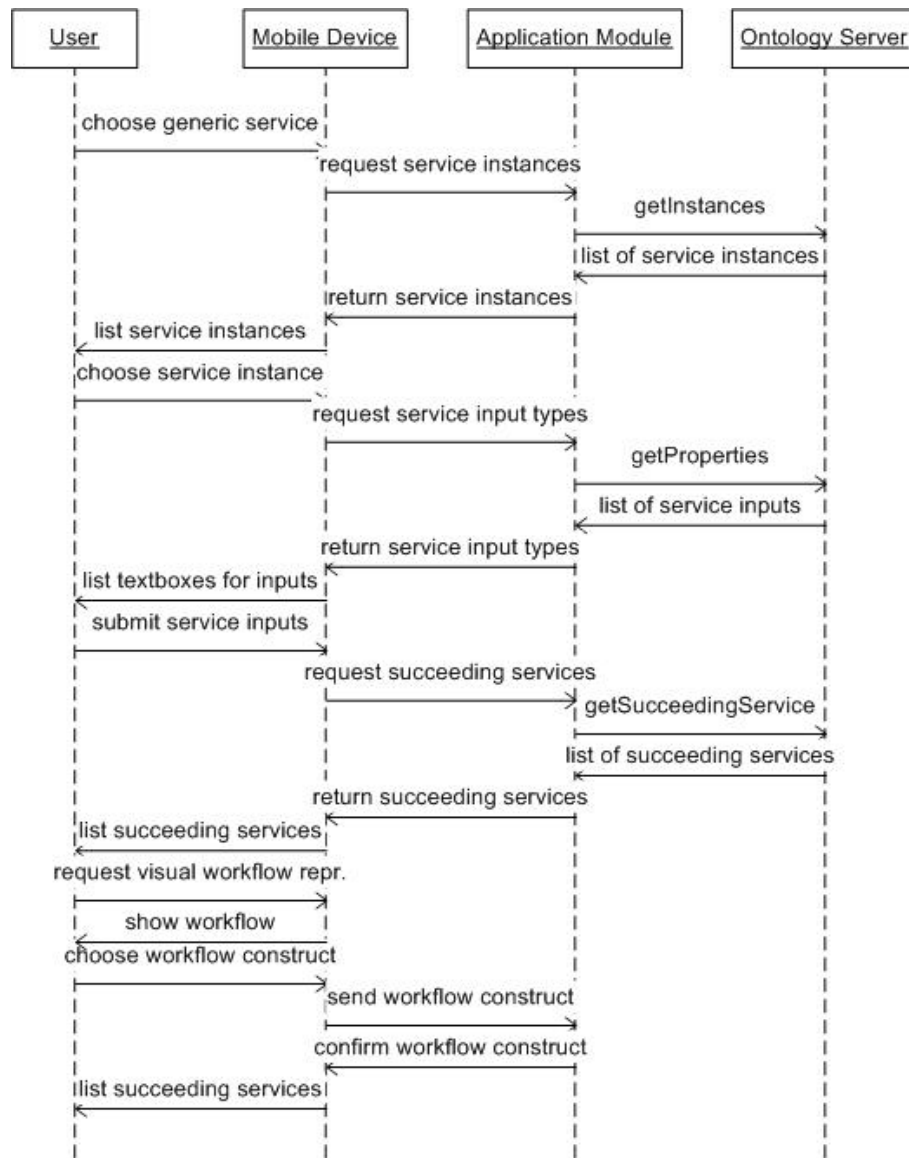 User
Mobile Device
Application Module
Ontology Server
choose generic service
request service instances
getInstances
list of service instances
return service instances
list service instances
choose service instance
request service input types
getProperties
list of service inputs
return service input types
list textboxes for inputs
submit service inputs
request succeeding services
getSucceedingService
list of succeeding services
return succeeding services
list succeeding services
request visual workflow repr.
show workflow
choose workflow construct
send workflow construct
confirm workflow construct
list succeeding services